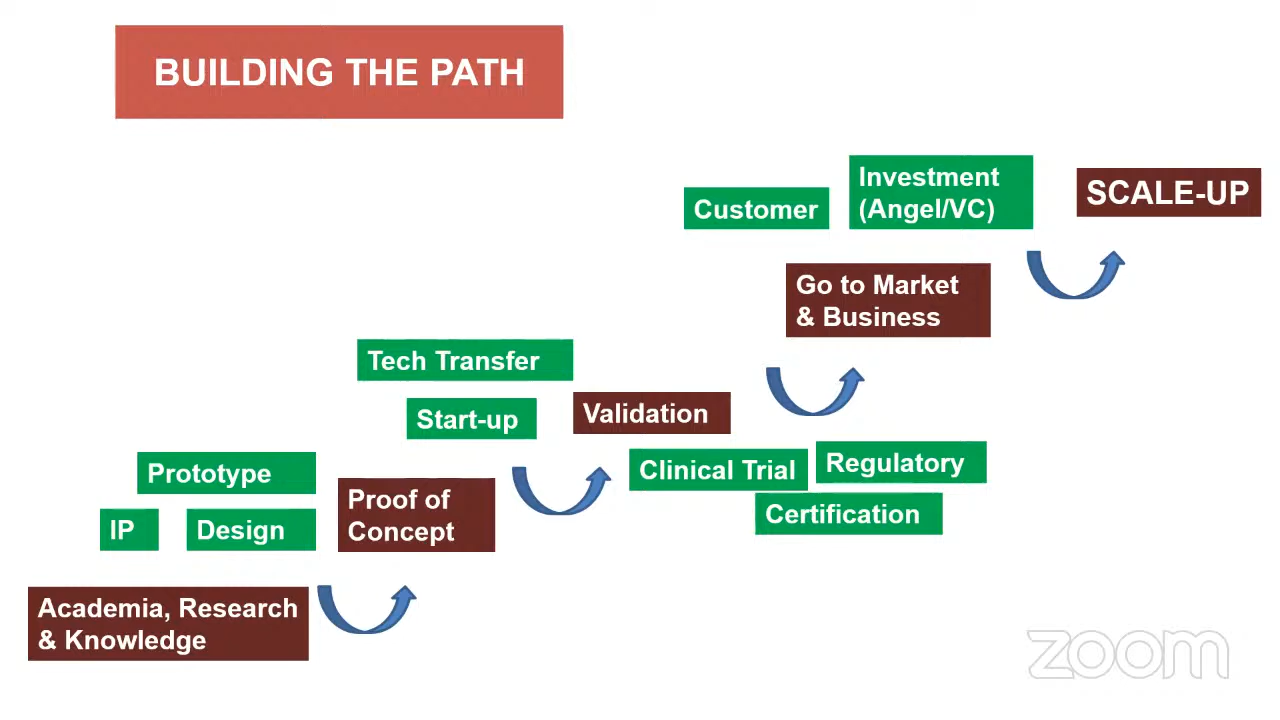 BUILDING THE PATH
Customer
Investment
(Angel/VC)
SCALE-UP
Go to Market
& Business
Tech Transfer
Start-up
Validation
Clinical Trial
Regulatory
Certification
Prototype
IP
Design
Proof of
Concept
Academia, Research
& Knowledge
zoom